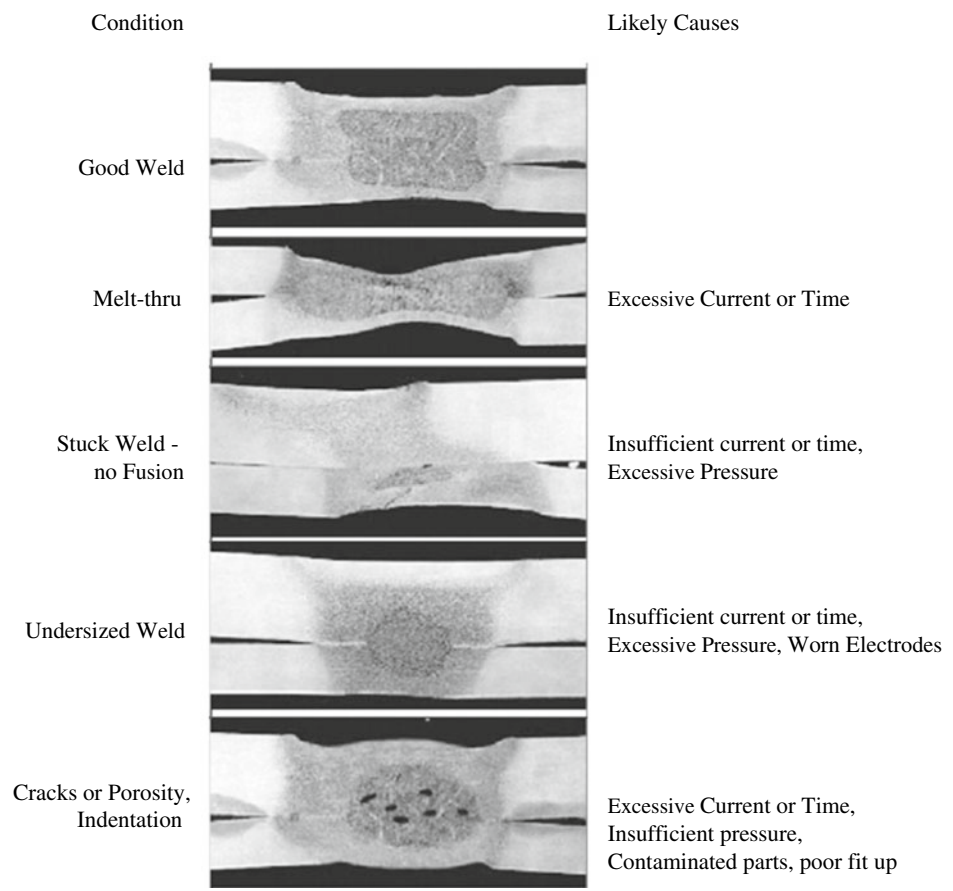 Condition
Likely Causes
Good Weld
Melt-thru
Excessive Current or Time
Stuck Weld -
no Fusion
Insufficient current or time,
Excessive Pressure
Undersized Weld
Insufficient current or time,
Excessive Pressure, Worn Electrodes
Cracks or Porosity,
Indentation
Excessive Current or Time,
Insufficient pressure,
Contaminated parts, poor fit up